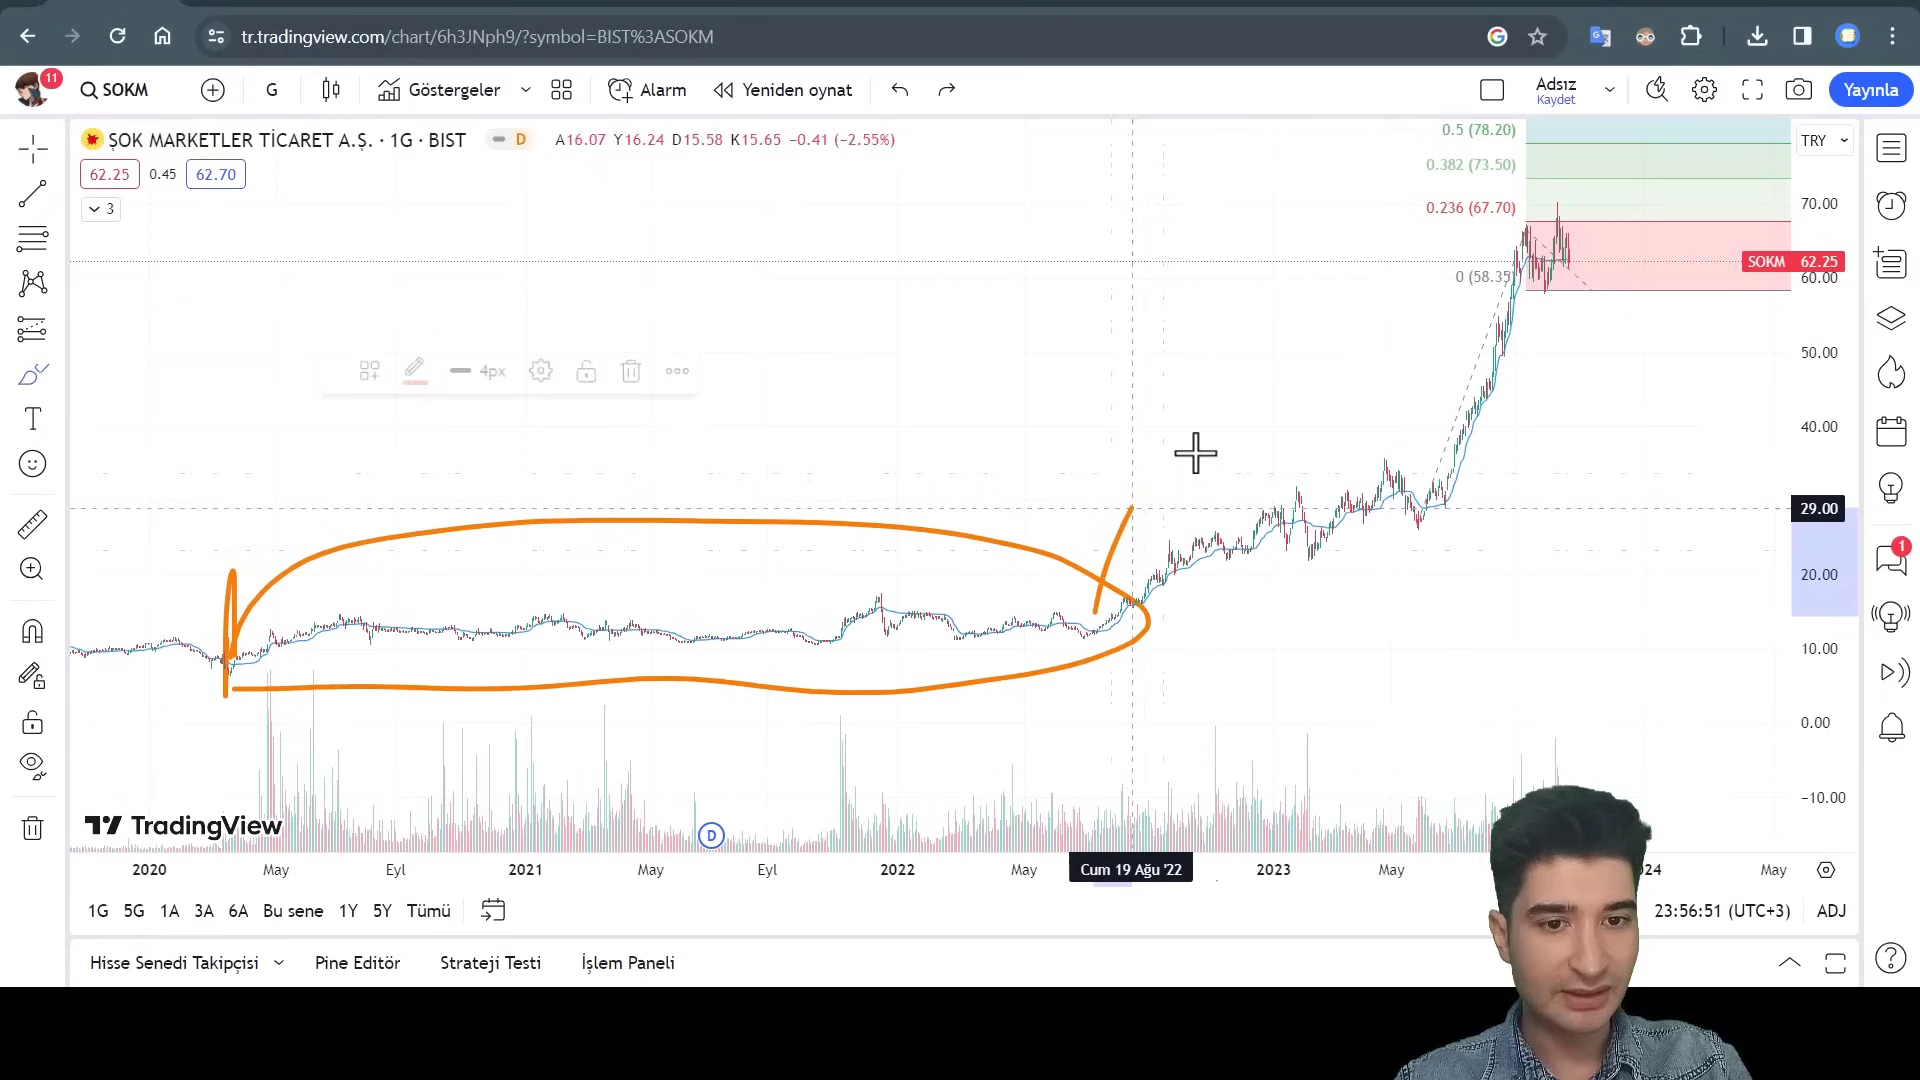 tr.tradingview.com/chart/6h3JNph9/?symbol=BIST%3ASOKM
11
SOKM
G
Göstergeler
Alarm
Yeniden oynat
Adsız
Kaydet
Yayınla
ŞOK MARKETLER TİCARET A.Ş. · 1G · BIST
D
A16.07 Y16.24 D15.58 K15.65 −0.41 (−2.55%)
62.25
0.45
62.70
3
TRY
0.5 (78.20)
0.382 (73.50)
0.236 (67.70)
0 (58.35)
70.00
SOKM 62.25
60.00
50.00
40.00
29.00
20.00
10.00
0.00
−10.00
4px
1
TradingView
D
2020
May
Eyl
2021
May
Eyl
2022
May
Cum 19 Ağu '22
2023
May
24
May
1G 5G 1A 3A 6A Bu sene 1Y 5Y Tümü
23:56:51 (UTC+3)
ADJ
Hisse Senedi Takipçisi
Pine Editör
Strateji Testi
İşlem Paneli